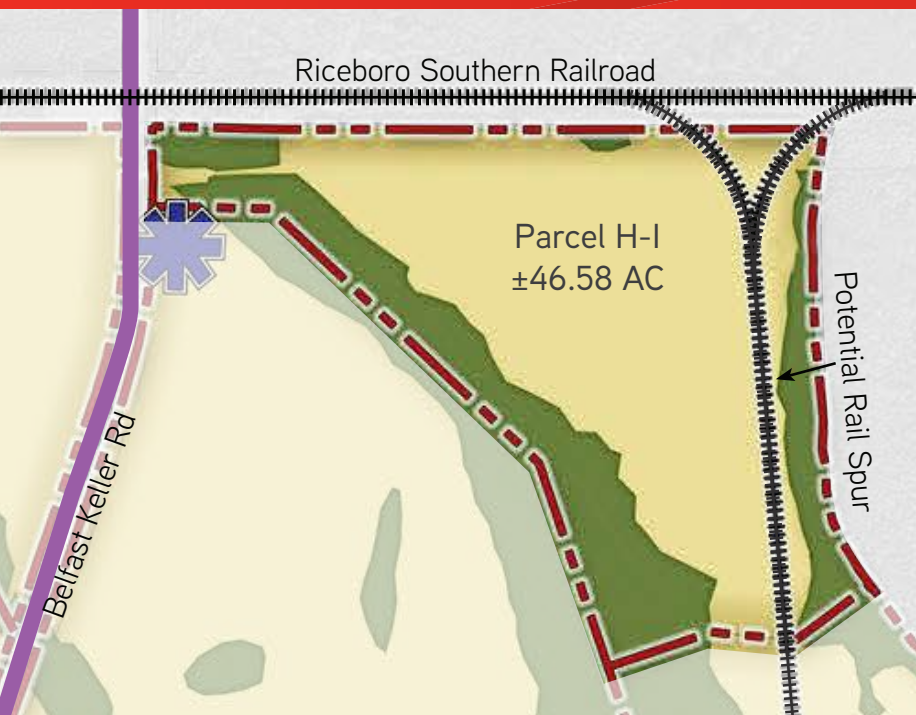 Riceboro Southern Railroad
Parcel H-I
±46.58 AC
Potential Rail Spur
Belfast Keller Rd